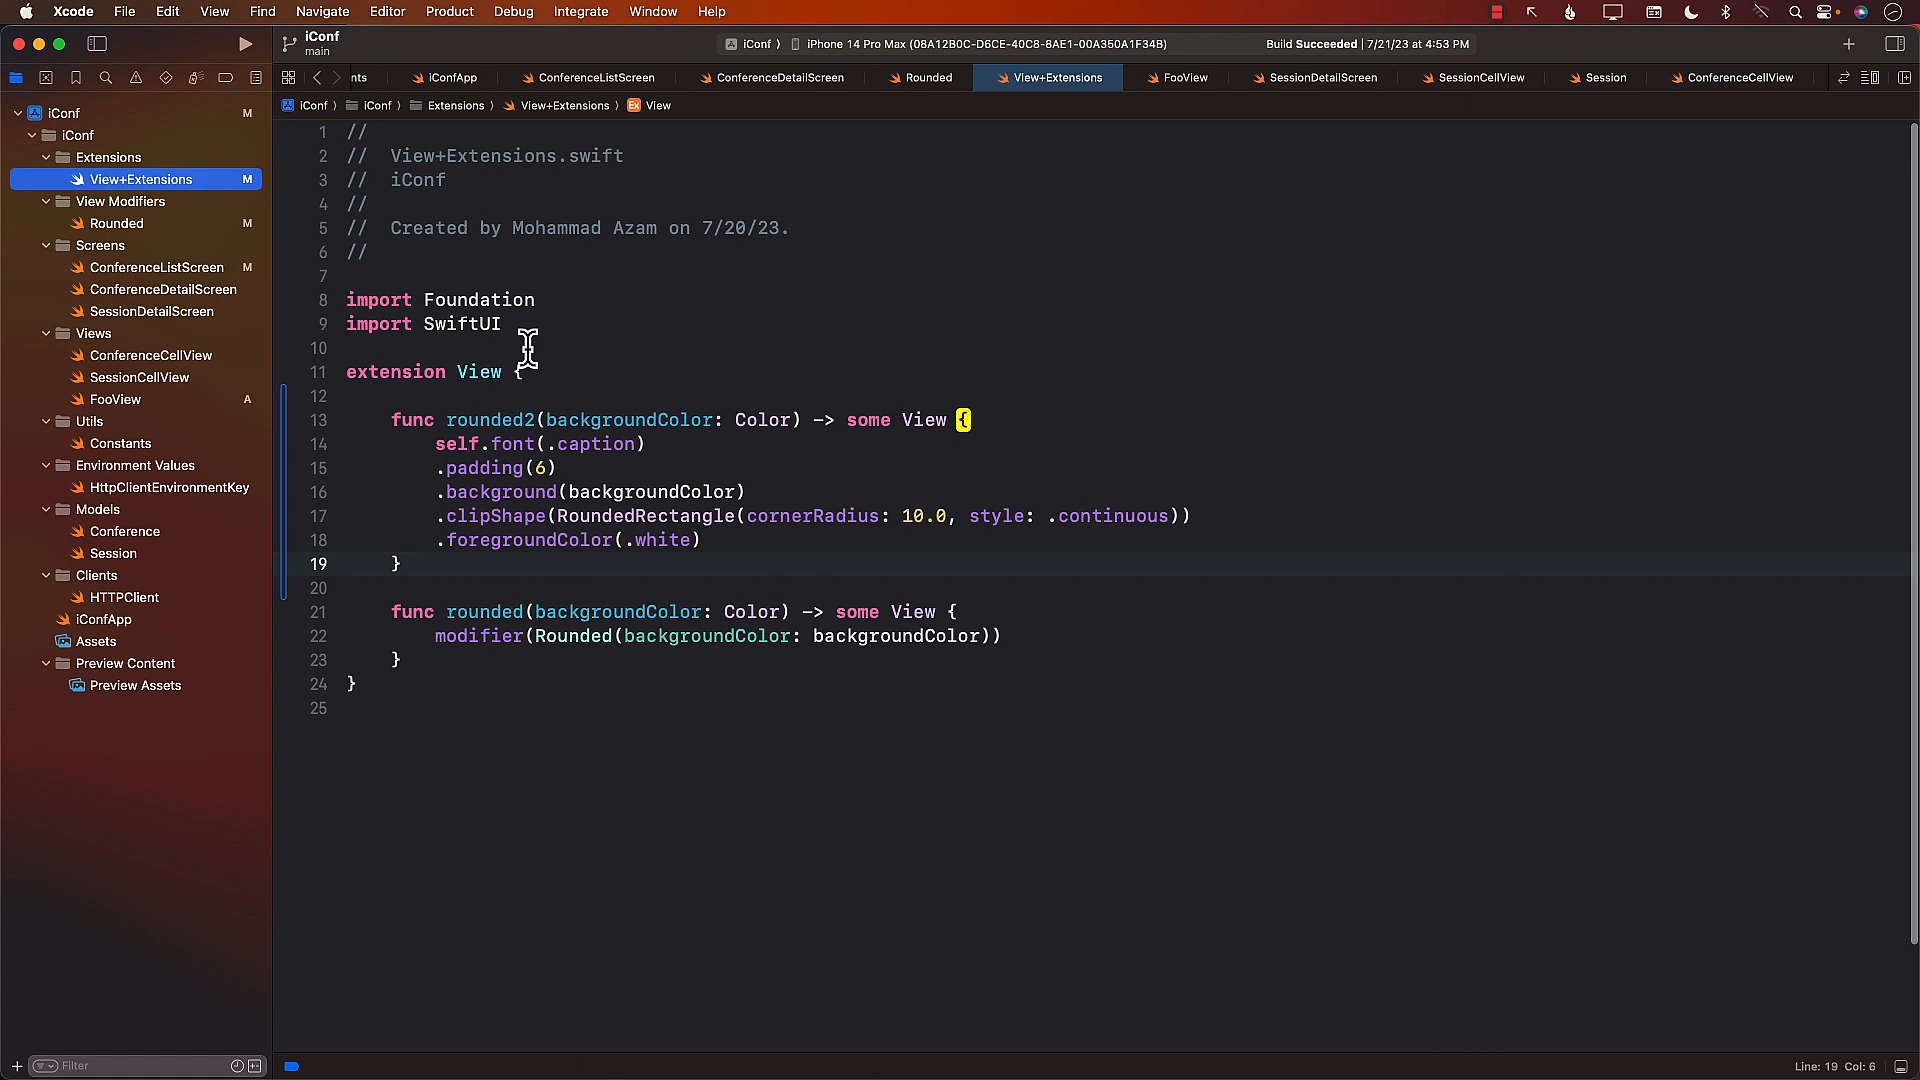 Xcode File Edit View Find Navigate Editor Product Debug Integrate Window Help
iConf
main
iConf 〉 iPhone 14 Pro Max (08A12B0C-D6CE-40C8-8AE1-00A350A1F34B)
Build Succeeded | 7/21/23 at 4:53 PM
nts iConfApp ConferenceListScreen ConferenceDetailScreen Rounded View+Extensions FooView SessionDetailScreen SessionCellView Session ConferenceCellView
iConf 〉 iConf 〉 Extensions 〉 View+Extensions 〉 Ex View
iConf M
iConf
Extensions
View+Extensions M
View Modifiers
Rounded M
Screens
ConferenceListScreen M
ConferenceDetailScreen
SessionDetailScreen
Views
ConferenceCellView
SessionCellView
FooView A
Utils
Constants
Environment Values
HttpClientEnvironmentKey
Models
Conference
Session
Clients
HTTPClient
iConfApp
Assets
Preview Content
Preview Assets
Filter
1 //
2 //  View+Extensions.swift
3 //  iConf
4 //
5 //  Created by Mohammad Azam on 7/20/23.
6 //
7
8 import Foundation
9 import SwiftUI
10
11 extension View {
12
13     func rounded2(backgroundColor: Color) -> some View {
14         self.font(.caption)
15         .padding(6)
16         .background(backgroundColor)
17         .clipShape(RoundedRectangle(cornerRadius: 10.0, style: .continuous))
18         .foregroundColor(.white)
19     }
20
21     func rounded(backgroundColor: Color) -> some View {
22         modifier(Rounded(backgroundColor: backgroundColor))
23     }
24 }
25
Line: 19 Col: 6